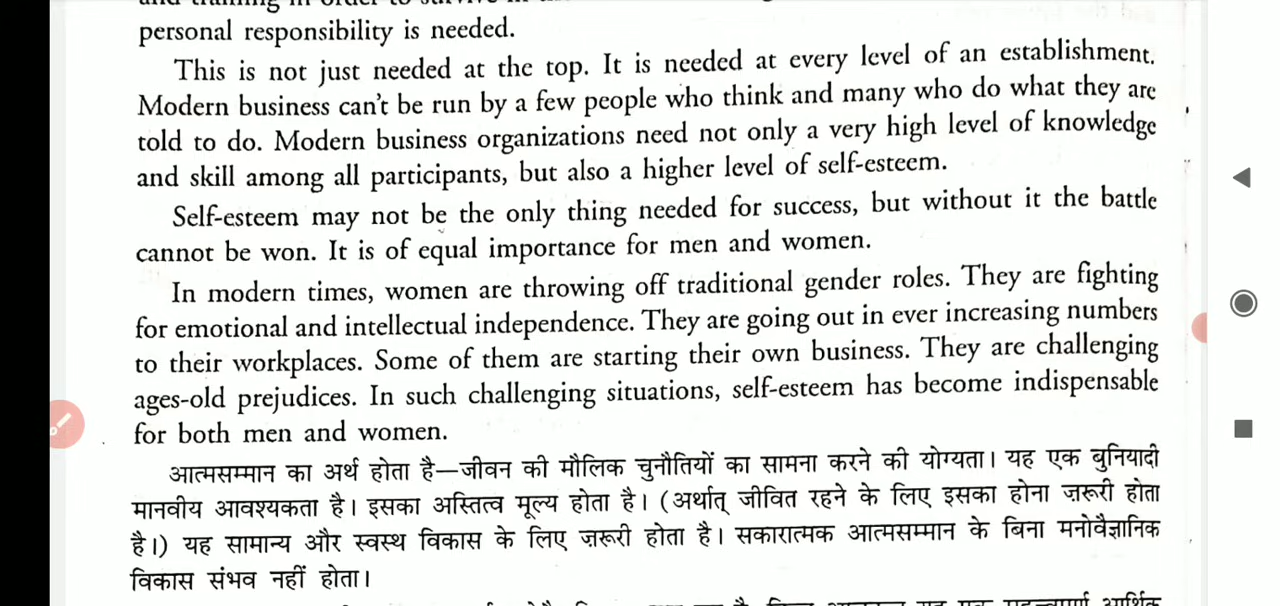 personal responsibility is needed.
This is not just needed at the top. It is needed at every level of an establishment.
Modern business can't be run by a few people who think and many who do what they are
told to do. Modern business organizations need not only a very high level of knowledge
and skill among all participants, but also a higher level of self-esteem.
Self-esteem may not be the only thing needed for success, but without it the battle
cannot be won. It is of equal importance for men and women.
In modern times, women are throwing off traditional gender roles. They are fighting
for emotional and intellectual independence. They are going out in ever increasing numbers
to their workplaces. Some of them are starting their own business. They are challenging
ages-old prejudices. In such challenging situations, self-esteem has become indispensable
for both men and women.
आत्मसम्मान का अर्थ होता है—जीवन की मौलिक चुनौतियों का सामना करने की योग्यता। यह एक बुनियादी
मानवीय आवश्यकता है। इसका अस्तित्व मूल्य होता है। (अर्थात् जीवित रहने के लिए इसका होना ज़रूरी होता
है।) यह सामान्य और स्वस्थ विकास के लिए ज़रूरी होता है। सकारात्मक आत्मसम्मान के बिना मनोवैज्ञानिक
विकास संभव नहीं होता।